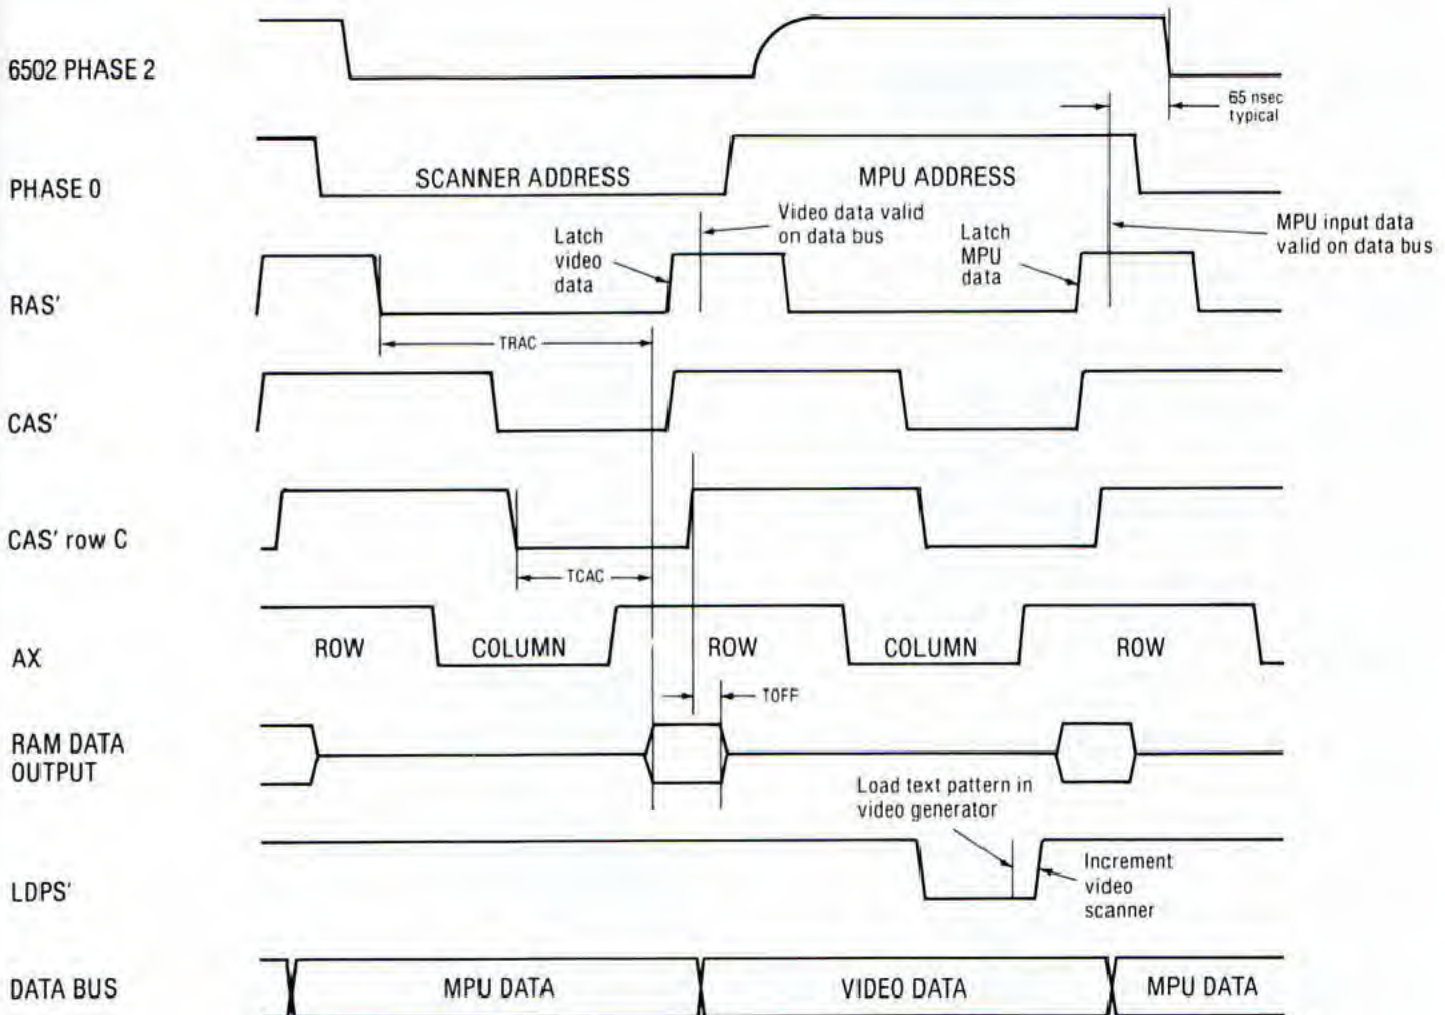 6502 PHASE 2
65 nsec
typical
PHASE 0
SCANNER ADDRESS
MPU ADDRESS
Video data valid
on data bus
MPU input data
valid on data bus
Latch
video
data
Latch
MPU
data
RAS'
TRAC
CAS'
CAS' row C
TCAC
AX
ROW
COLUMN
ROW
COLUMN
ROW
TOFF
RAM DATA
OUTPUT
Load text pattern in
video generator
LDPS'
Increment
video
scanner
DATA BUS
MPU DATA
VIDEO DATA
MPU DATA